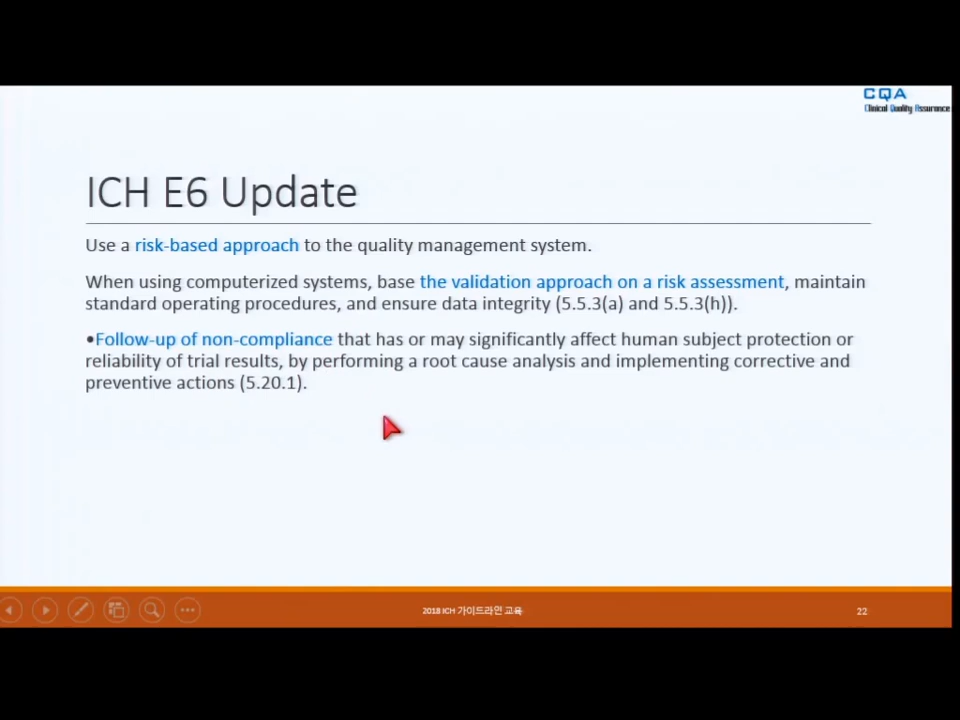 CQA
Clinical Quality Assurance
ICH E6 Update
Use a risk-based approach to the quality management system.
When using computerized systems, base the validation approach on a risk assessment, maintain
standard operating procedures, and ensure data integrity (5.5.3(a) and 5.5.3(h)).
•Follow-up of non-compliance that has or may significantly affect human subject protection or
reliability of trial results, by performing a root cause analysis and implementing corrective and
preventive actions (5.20.1).
2018 ICH 가이드라인 교육
22